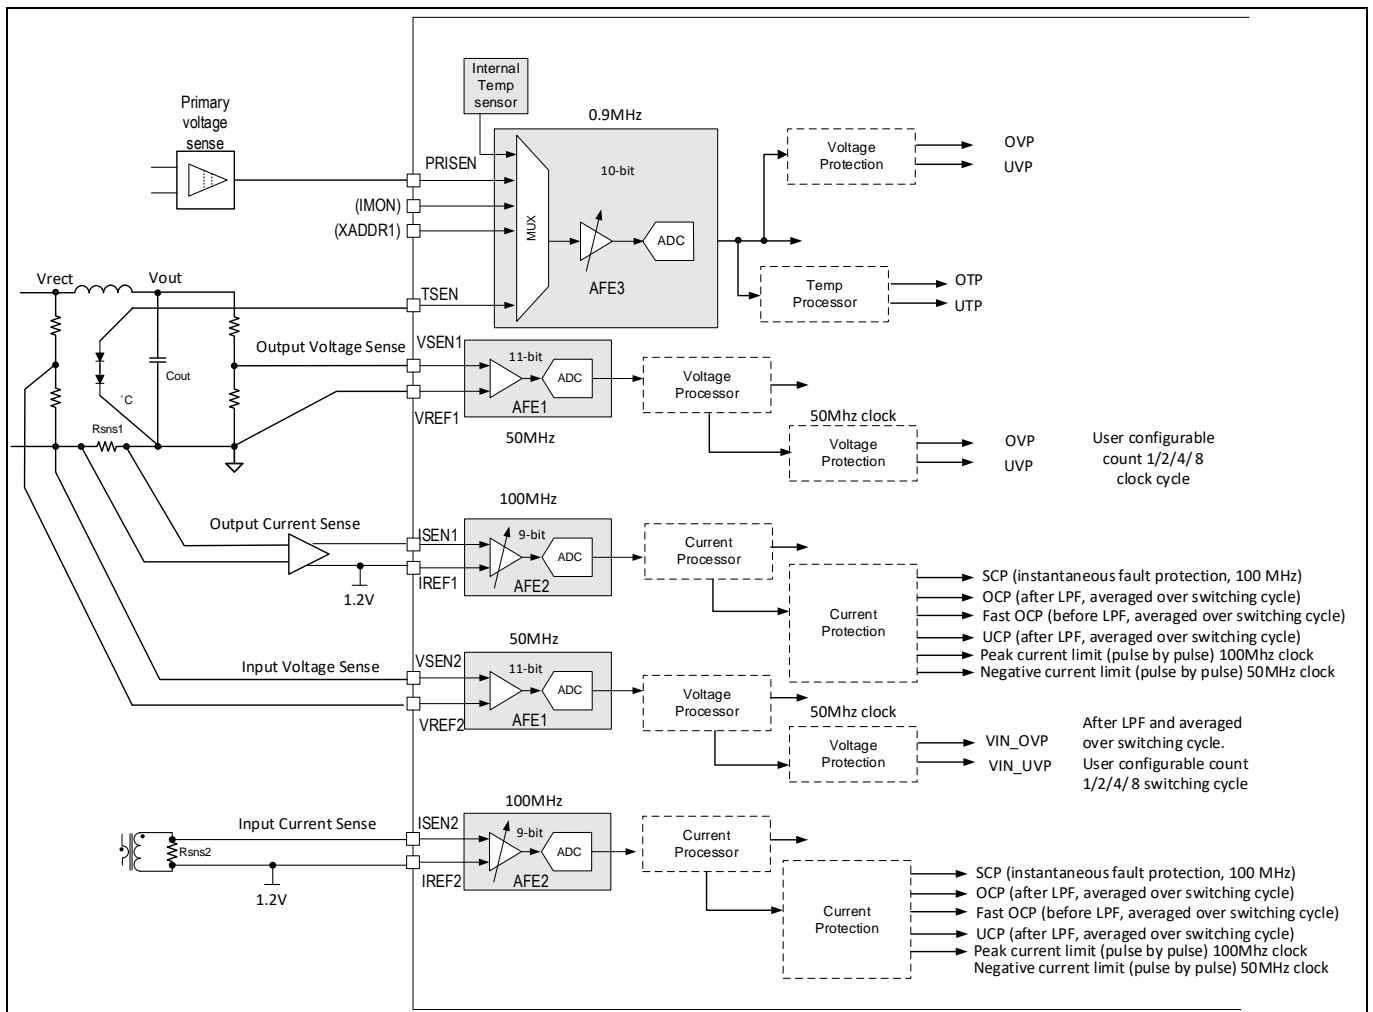 Internal
Temp
sensor
0.9MHz
Primary
voltage
sense
PRISEN
(IMON)
(XADDR1)
TSEN
MUX
10-bit
ADC
AFE3
Voltage
Protection
OVP
UVP
Temp
Processor
OTP
UTP
Vrect
Vout
Cout
°C
Rsns1
Output Voltage Sense
VSEN1
VREF1
11-bit
ADC
AFE1
50MHz
Voltage
Processor
50Mhz clock
Voltage
Protection
OVP
UVP
User configurable
count 1/2/4/ 8
clock cycle
100MHz
Output Current Sense
ISEN1
IREF1
1.2V
9-bit
ADC
AFE2
Current
Processor
Current
Protection
SCP (instantaneous fault protection, 100 MHz)
OCP (after LPF, averaged over switching cycle)
Fast OCP (before LPF, averaged over switching cycle)
UCP (after LPF, averaged over switching cycle)
Peak current limit (pulse by pulse) 100Mhz clock
Negative current limit (pulse by pulse) 50MHz clock
50MHz
Input Voltage Sense
VSEN2
VREF2
11-bit
ADC
AFE1
Voltage
Processor
50Mhz clock
Voltage
Protection
VIN_OVP
VIN_UVP
After LPF and averaged
over switching cycle.
User configurable count
1/2/4/ 8 switching cycle
100MHz
Input Current Sense
ISEN2
IREF2
Rsns2
1.2V
9-bit
ADC
AFE2
Current
Processor
Current
Protection
SCP (instantaneous fault protection, 100 MHz)
OCP (after LPF, averaged over switching cycle)
Fast OCP (before LPF, averaged over switching cycle)
UCP (after LPF, averaged over switching cycle)
Peak current limit (pulse by pulse) 100Mhz clock
Negative current limit (pulse by pulse) 50MHz clock